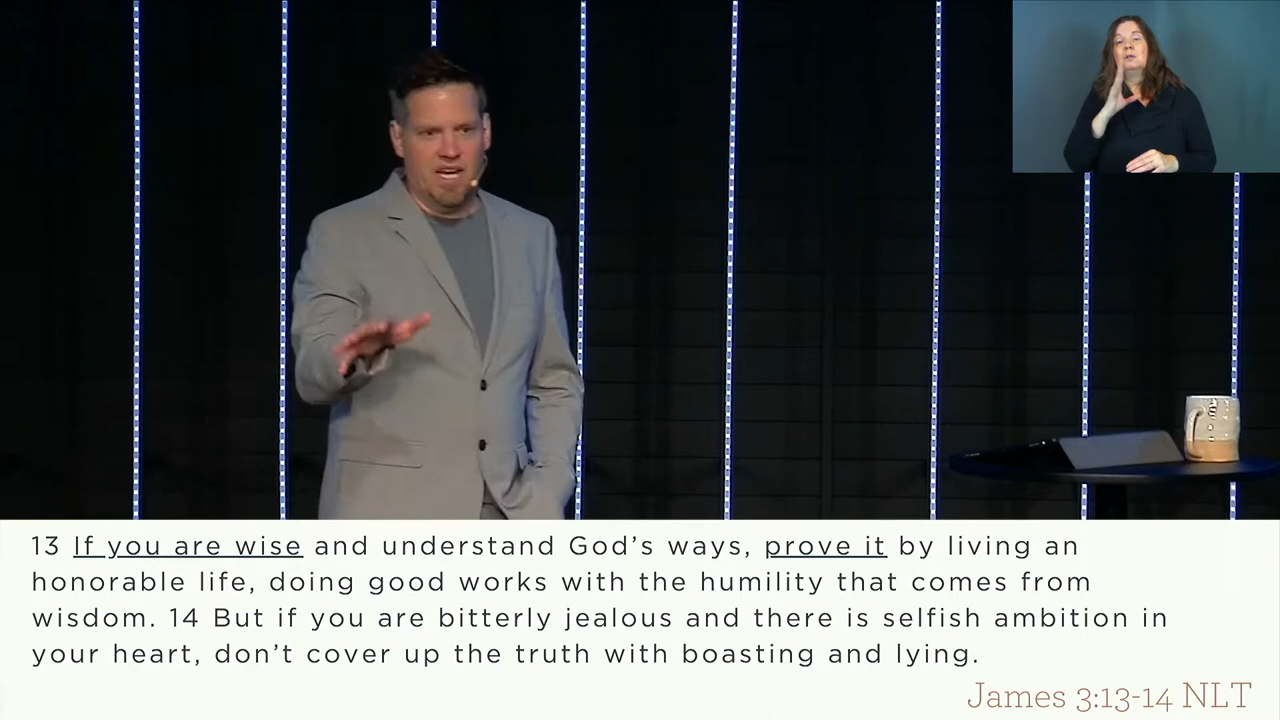 13 If you are wise and understand God’s ways, prove it by living an
honorable life, doing good works with the humility that comes from
wisdom. 14 But if you are bitterly jealous and there is selfish ambition in
your heart, don’t cover up the truth with boasting and lying.
James 3:13-14 NLT